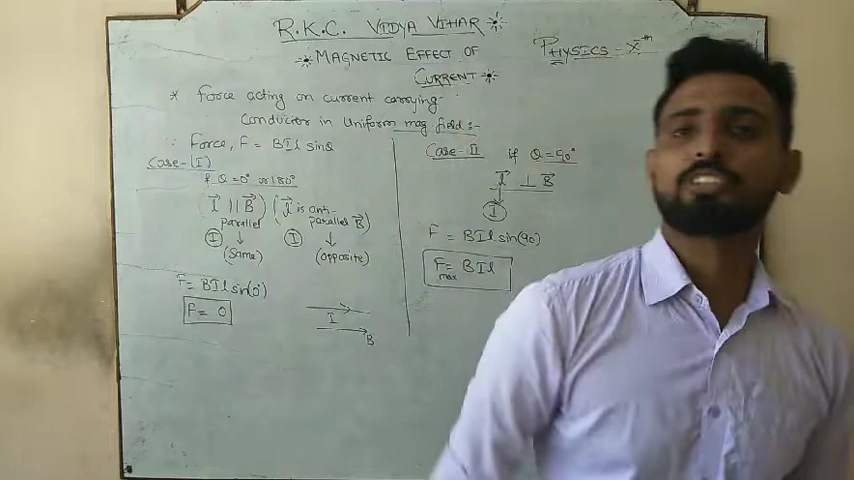 R.K.C. VIDYA VIHAR
PHYSICS - Xth
MAGNETIC EFFECT OF
CURRENT
* Force acting on current carrying
Conductor in Uniform mag field:-
∵ Force, F = BIl sinθ
Case-(I)
if θ=0° or 180°
(l⃗ || B⃗) (l⃗ is anti-
parallel parallel B⃗)
I I
(Same) (opposite)
F = BIl sin(0°)
F = 0
I
B
Case-II if θ=90°
l⃗ ⊥ B⃗
I
F = BIl sin(90)
Fmax = BIl